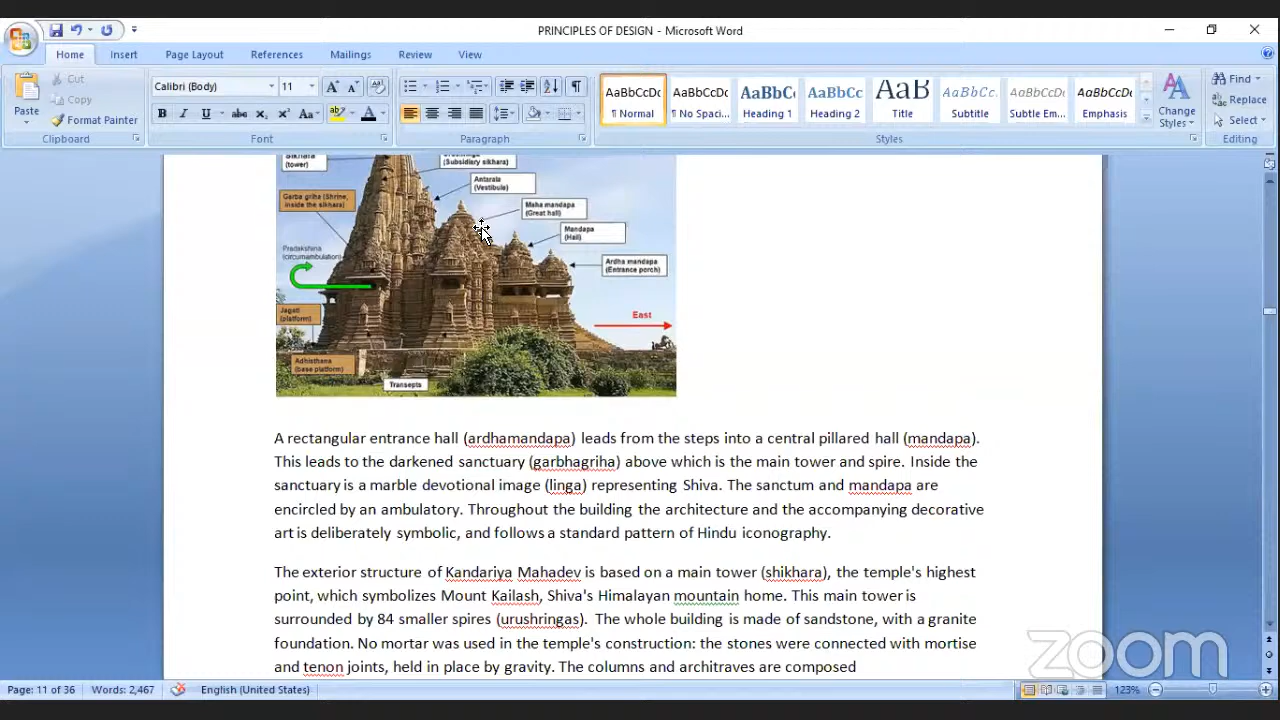 PRINCIPLES OF DESIGN - Microsoft Word
Home Insert Page Layout References Mailings Review View
Paste
Cut
Copy
Format Painter
Clipboard
Calibri (Body) 11
Font
Paragraph
AaBbCcDc AaBbCcDc AaBbC AaBbCc AaB AaBbCc. AaBbCcDc AaBbCcDc
¶ Normal ¶ No Spaci... Heading 1 Heading 2 Title Subtitle Subtle Em... Emphasis
Change Styles
Styles
Find
Replace
Select
Editing
(tower)
(Subsidiary sikhara)
Antarala
(Vestibule)
Garba griha (Shrine,
inside the sikhara)
Maha mandapa
(Great hall)
Mandapa
(Hall)
Pradakshina
(circumambulation)
Ardha mandapa
(Entrance porch)
Jagati
(platform)
East
Adhisthana
(base platform)
Transepts
A rectangular entrance hall (ardhamandapa) leads from the steps into a central pillared hall (mandapa).
This leads to the darkened sanctuary (garbhagriha) above which is the main tower and spire. Inside the
sanctuary is a marble devotional image (linga) representing Shiva. The sanctum and mandapa are
encircled by an ambulatory. Throughout the building the architecture and the accompanying decorative
art is deliberately symbolic, and follows a standard pattern of Hindu iconography.
The exterior structure of Kandariya Mahadev is based on a main tower (shikhara), the temple's highest
point, which symbolizes Mount Kailash, Shiva's Himalayan mountain home. This main tower is
surrounded by 84 smaller spires (urushringas). The whole building is made of sandstone, with a granite
foundation. No mortar was used in the temple's construction: the stones were connected with mortise
and tenon joints, held in place by gravity. The columns and architraves are composed
zoom
Page: 11 of 36 Words: 2,467 English (United States) 123%